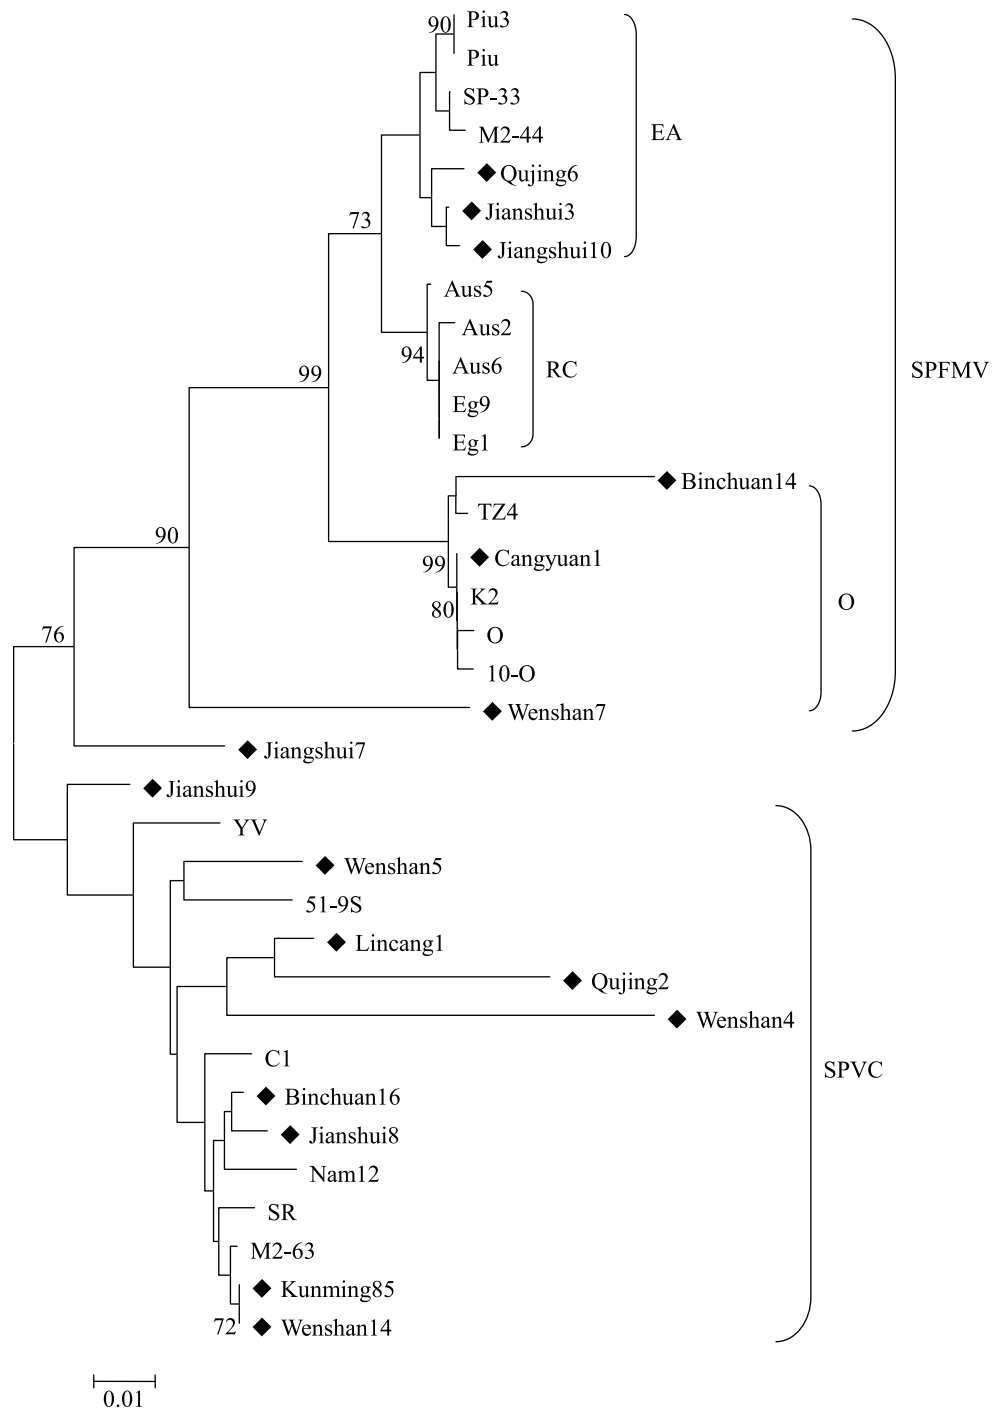 90
Piu3
Piu
SP-33
M2-44
EA
Qujing6
73
Jianshui3
Jiangshui10
Aus5
Aus2
94
Aus6
RC
SPFMV
99
Eg9
Eg1
Binchuan14
TZ4
90
Cangyuan1
99
K2
80
O
O
76
10-O
Wenshan7
Jiangshui7
Jianshui9
YV
Wenshan5
51-9S
Lincang1
Qujing2
Wenshan4
C1
SPVC
Binchuan16
Jianshui8
Nam12
SR
M2-63
Kunming85
72
Wenshan14
0.01